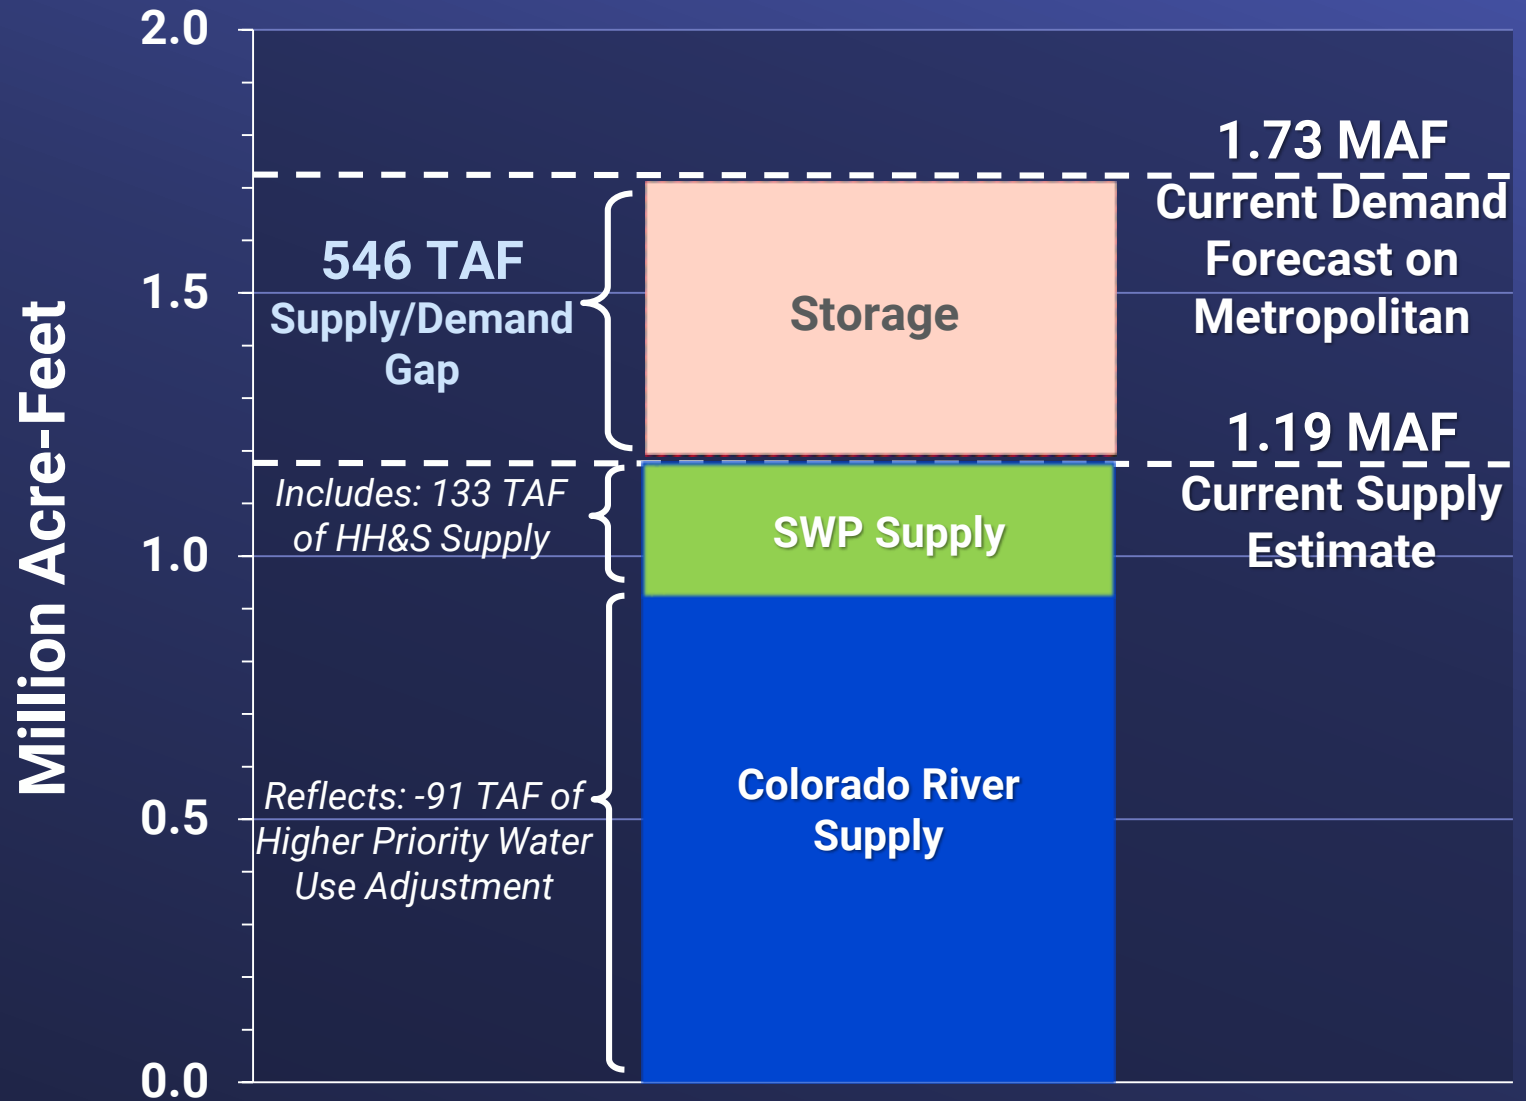 Million Acre-Feet
2.0
1.5
1.0
0.5
0.0
546 TAF
Supply/Demand
Gap
Includes: 133 TAF
of HH&S Supply
Reflects: -91 TAF of
Higher Priority Water
Use Adjustment
Storage
SWP Supply
Colorado River
Supply
1.73 MAF
Current Demand
Forecast on
Metropolitan
1.19 MAF
Current Supply
Estimate